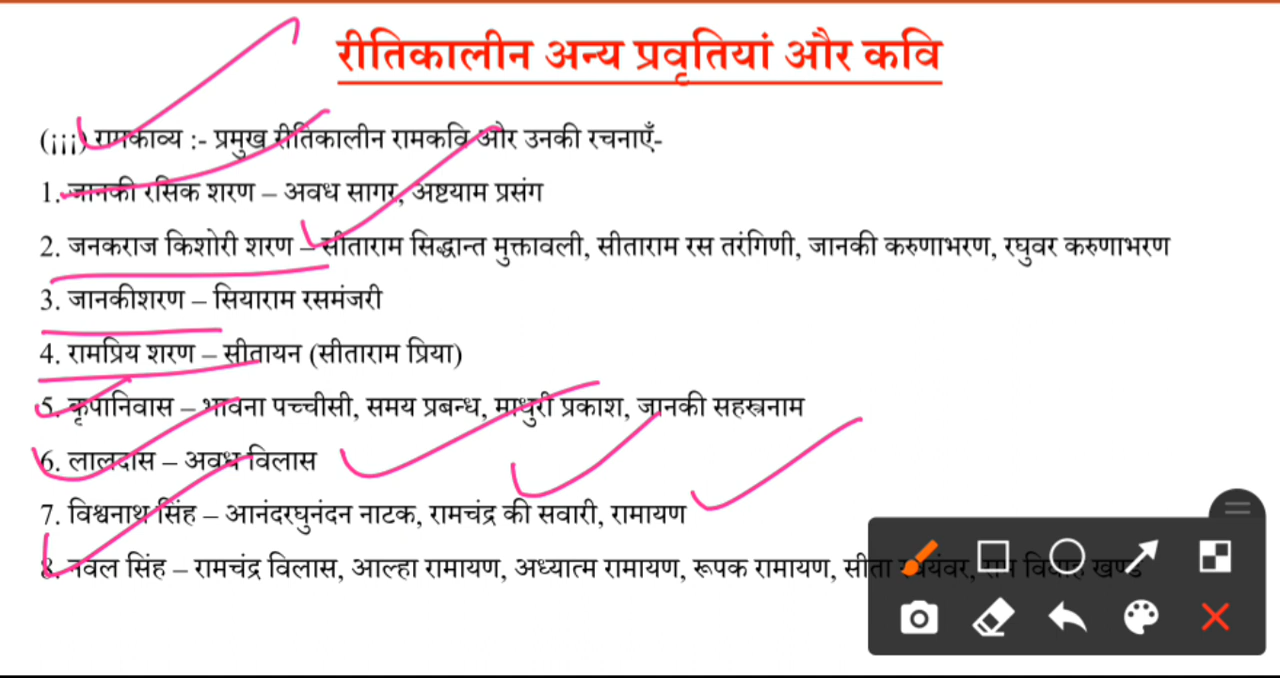 रीतिकालीन अन्य प्रवृतियां और कवि
(iii) रामकाव्य :- प्रमुख रीतिकालीन रामकवि और उनकी रचनाएँ-
1. जानकी रसिक शरण – अवध सागर, अष्टयाम प्रसंग
2. जनकराज किशोरी शरण – सीताराम सिद्धान्त मुक्तावली, सीताराम रस तरंगिणी, जानकी करुणाभरण, रघुवर करुणाभरण
3. जानकीशरण – सियाराम रसमंजरी
4. रामप्रिय शरण – सीतायन (सीताराम प्रिया)
5. कृपानिवास – भावना पच्चीसी, समय प्रबन्ध, माधुरी प्रकाश, जानकी सहस्त्रनाम
6. लालदास – अवध विलास
7. विश्वनाथ सिंह – आनंदरघुनंदन नाटक, रामचंद्र की सवारी, रामायण
8. नवल सिंह – रामचंद्र विलास, आल्हा रामायण, अध्यात्म रामायण, रूपक रामायण, सीता स्वयंवर, राम विवाह खण्ड